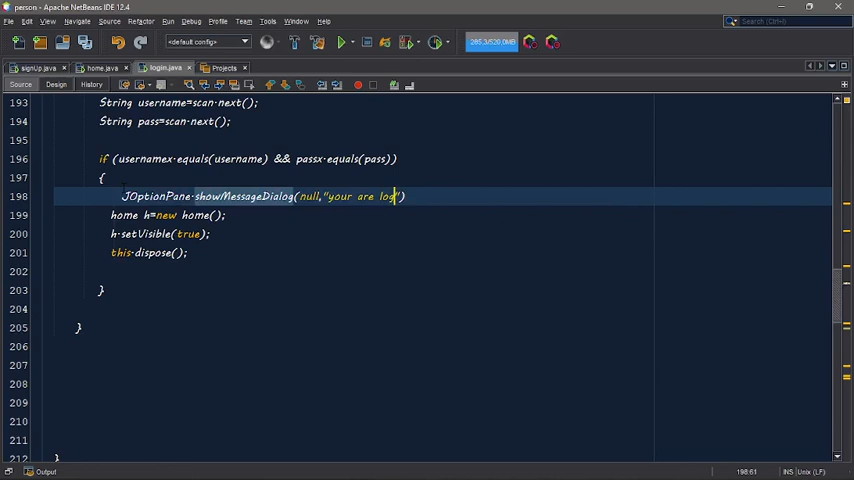 person - Apache NetBeans IDE 12.4
File Edit View Navigate Source Refactor Run Debug Profile Team Tools Window Help
<default config> 285.3/520.0MB Search (Ctrl+I)
signUp.java home.java login.java Projects
Source Design History
193 String username=scan.next();
194 String pass=scan.next();
195
196 if (usernamex.equals(username) && passx.equals(pass))
197 {
198 JOptionPane.showMessageDialog(null,"your are log")
199 home h=new home();
200 h.setVisible(true);
201 this.dispose();
202
203 }
204
205 }
206
207
208
209
210
211
212 }
Output 198:61 INS Unix (LF)